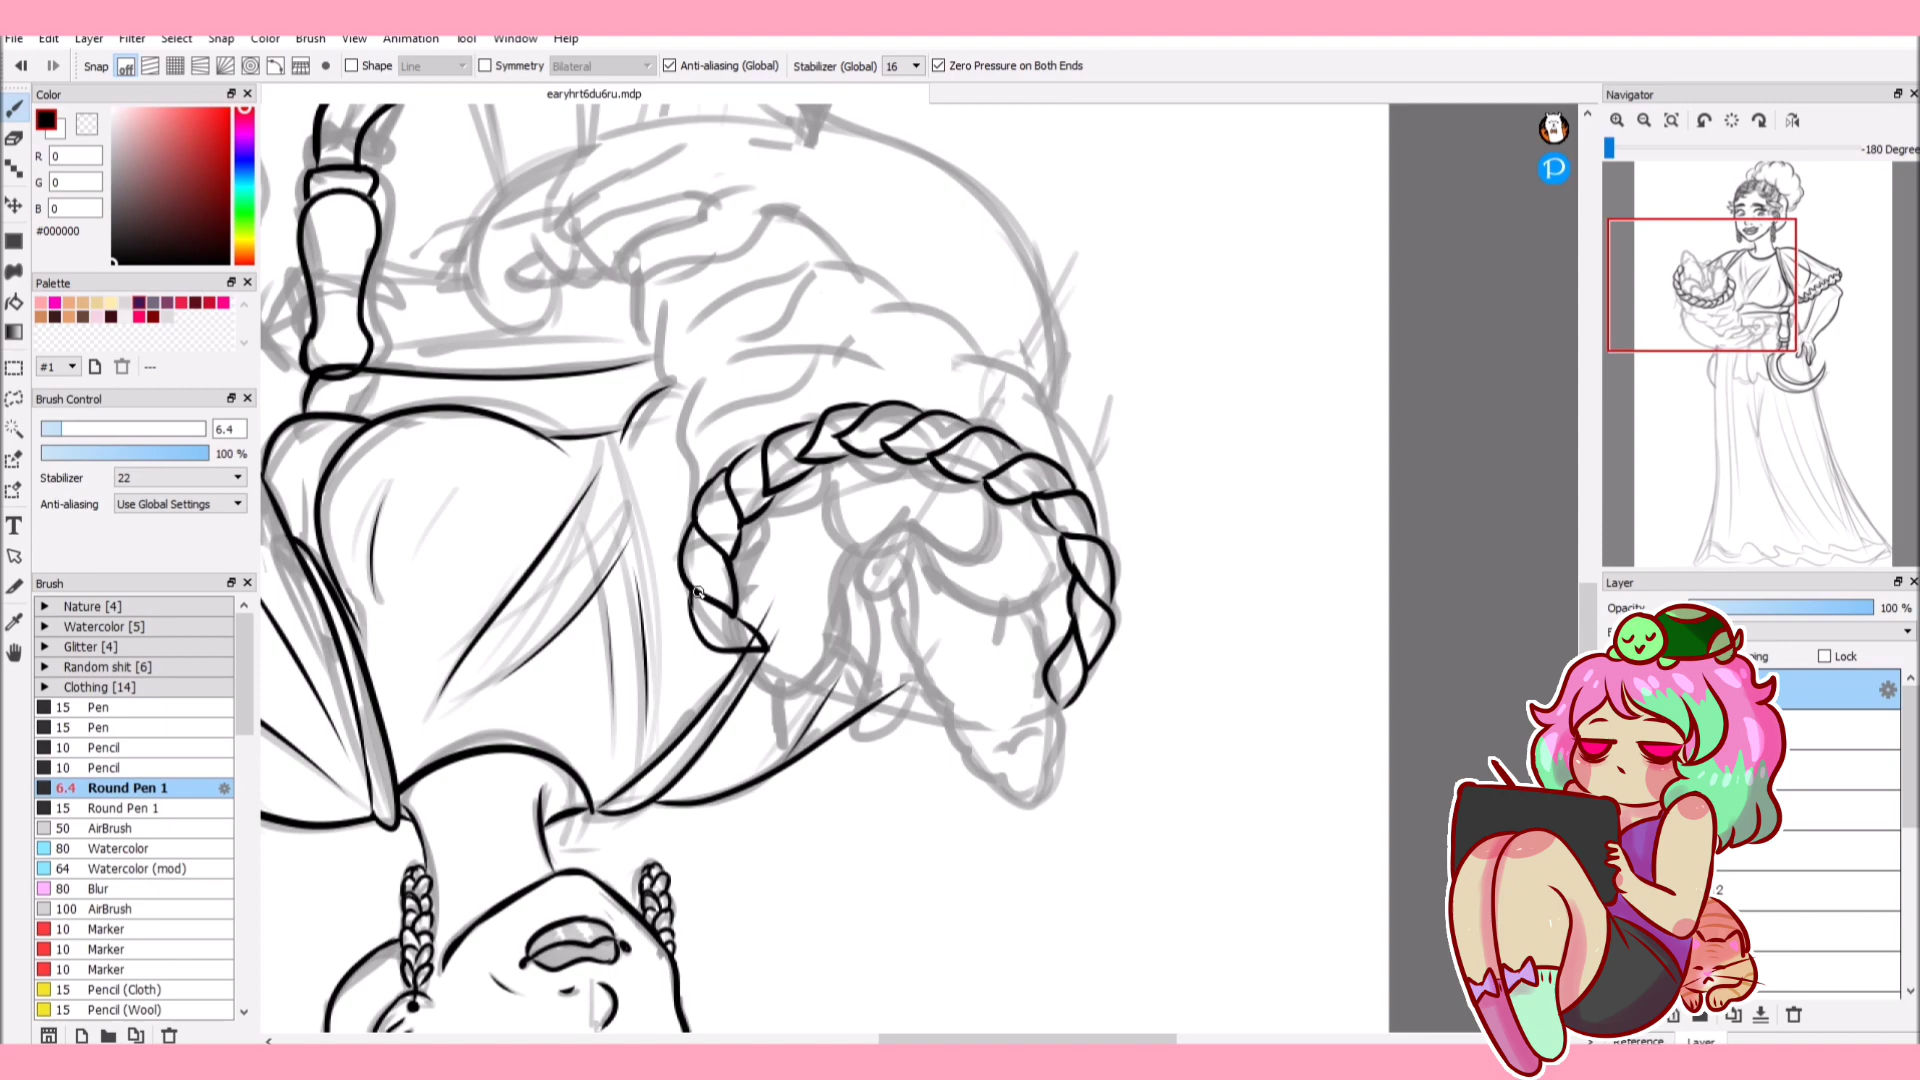 File Edit Layer Filter Select Snap Color Brush View Animation Tool Window Help
Snap off Shape Line Symmetry Bilateral Anti-aliasing (Global) Stabilizer (Global) 16 Zero Pressure on Both Ends
Color
earyhrt6du6ru.mdp
Navigator
R 0
G 0
B 0
#000000
-180 Degree
Palette
#1 ---
Brush Control
6.4
100 %
Stabilizer 22
Anti-aliasing Use Global Settings
Brush
Nature [4]
Watercolor [5]
Glitter [4]
Random shit [6]
Clothing [14]
15 Pen
15 Pen
10 Pencil
10 Pencil
6.4 Round Pen 1
15 Round Pen 1
50 AirBrush
80 Watercolor
64 Watercolor (mod)
80 Blur
100 AirBrush
10 Marker
10 Marker
10 Marker
15 Pencil (Cloth)
15 Pencil (Wool)
Layer
Opacity 100 %
Lock
2
Reference Layer